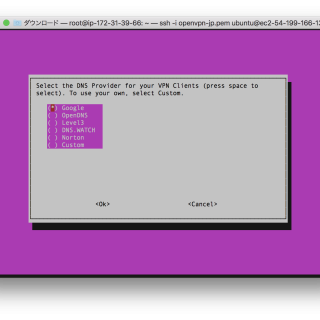 ダウンロード — root@ip-172-31-39-66: ~ — ssh -i openvpn-jp.pem ubuntu@ec2-54-199-166-1
Select the DNS Provider for your VPN Clients (press space to
select). To use your own, select Custom.
(*) Google
( ) OpenDNS
( ) Level3
( ) DNS.WATCH
( ) Norton
( ) Custom
<Ok> <Cancel>